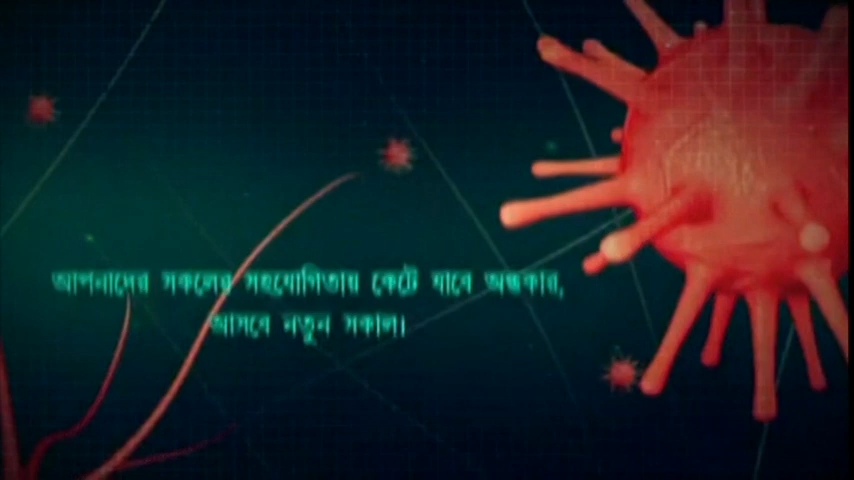 আপনাদের সকলের সহযোগিতায় কেটে যাবে অন্ধকার,
আসবে নতুন সকাল।